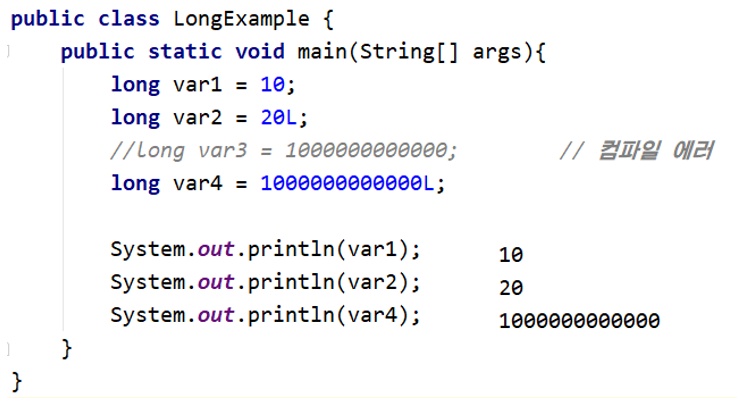 public class LongExample {
    public static void main(String[] args){
        long var1 = 10;
        long var2 = 20L;
        //long var3 = 1000000000000;        // 컴파일 에러
        long var4 = 1000000000000L;

        System.out.println(var1);      10
        System.out.println(var2);      20
        System.out.println(var4);      1000000000000
    }
}